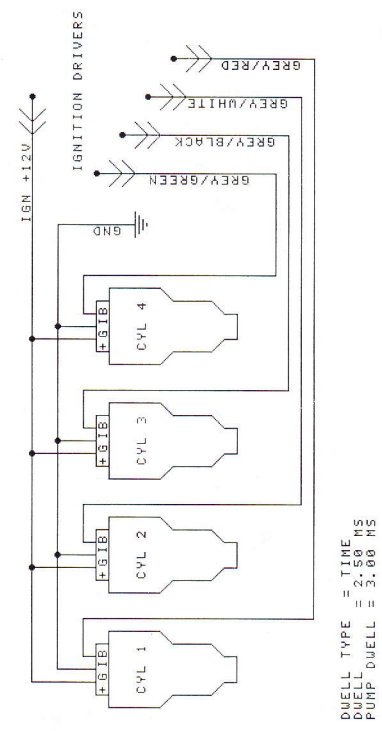 IGN +12V
IGNITION DRIVERS
GREY/RED
GREY/WHITE
GREY/BLACK
GREY/GREEN
GND
+GIB
CYL 4
+GIB
CYL 3
+GIB
CYL 2
+GIB
CYL 1
DWELL TYPE = TIME
DWELL = 2.50 MS
PUMP DWELL = 3.00 MS